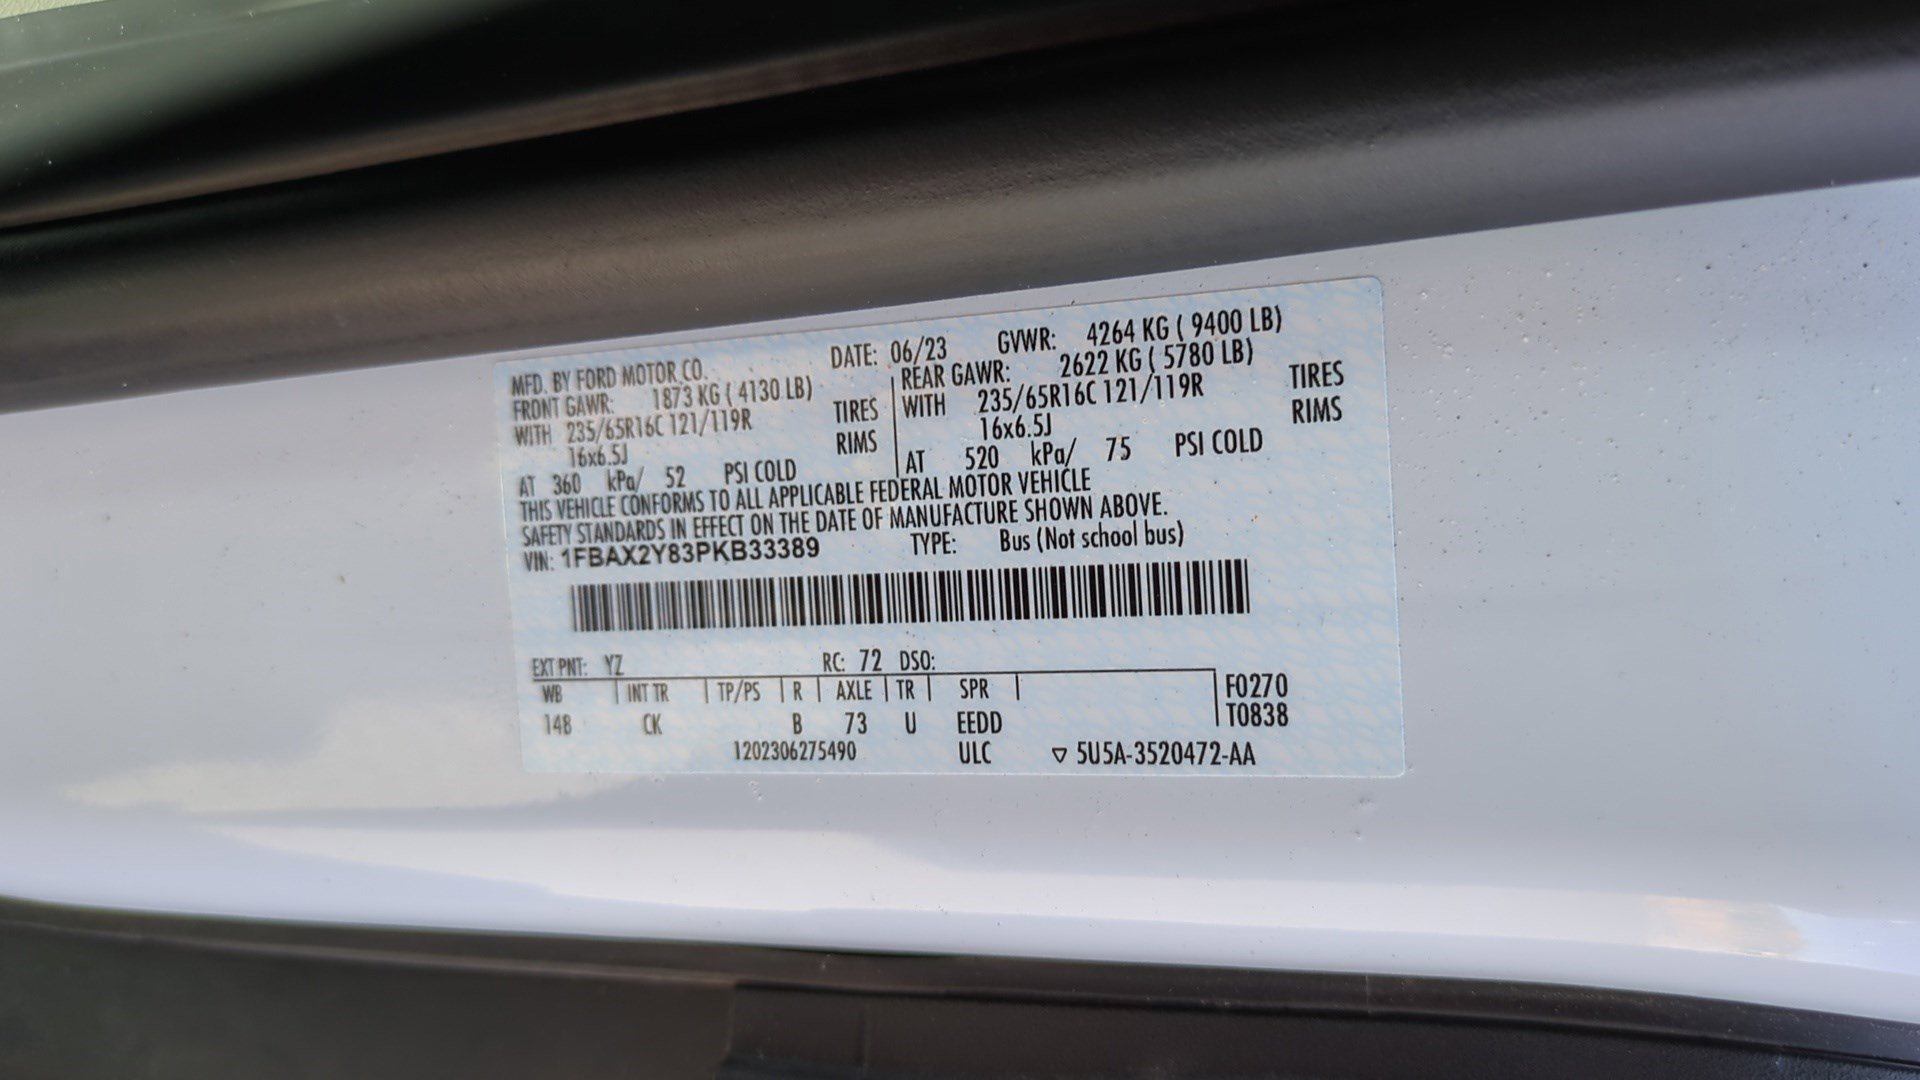 MFD. BY FORD MOTOR CO. DATE: 06/23 GVWR: 4264 KG ( 9400 LB)
FRONT GAWR: 1873 KG ( 4130 LB) REAR GAWR: 2622 KG ( 5780 LB)
WITH 235/65R16C 121/119R TIRES WITH 235/65R16C 121/119R TIRES
16x6.5J RIMS 16x6.5J RIMS
AT 360 kPa/ 52 PSI COLD AT 520 kPa/ 75 PSI COLD
THIS VEHICLE CONFORMS TO ALL APPLICABLE FEDERAL MOTOR VEHICLE
SAFETY STANDARDS IN EFFECT ON THE DATE OF MANUFACTURE SHOWN ABOVE.
VIN: 1FBAX2Y83PKB33389 TYPE: Bus (Not school bus)
EXT PNT: YZ RC: 72 DSO:
WB INT TR TP/PS R AXLE TR SPR F0270
148 CK B 73 U EEDD T0838
1202306275490 ULC ▽ 5U5A-3520472-AA